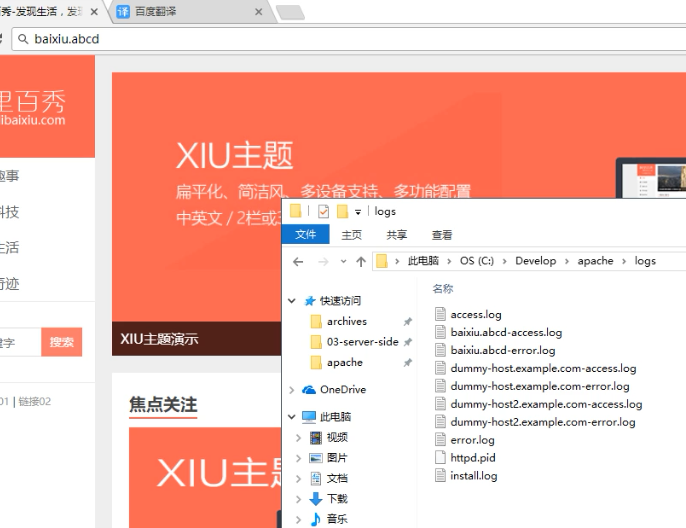 秀-发现生活,发现
百度翻译
baixiu.abcd
里百秀
ibaixiu.com
趣事
科技
生活
奇迹
键字
搜索
01 | 链接02
XIU主题
扁平化、简洁风、多设备支持、多功能配置
中英文 / 2栏或3
XIU主题演示
焦点关注
XIU主题
logs
文件
主页
共享
查看
此电脑 > OS (C:) > Develop > apache > logs
快速访问
archives
03-server-side
apache
OneDrive
此电脑
视频
图片
文档
下载
音乐
名称
access.log
baixiu.abcd-access.log
baixiu.abcd-error.log
dummy-host.example.com-access.log
dummy-host.example.com-error.log
dummy-host2.example.com-access.log
dummy-host2.example.com-error.log
error.log
httpd.pid
install.log